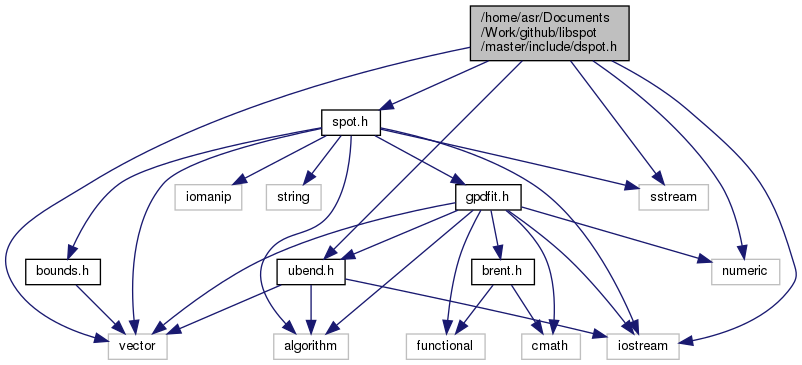 /home/asr/Documents
/Work/github/libspot
/master/include/dspot.h
spot.h
iomanip
string
gpdfit.h
sstream
bounds.h
ubend.h
brent.h
numeric
vector
algorithm
functional
cmath
iostream